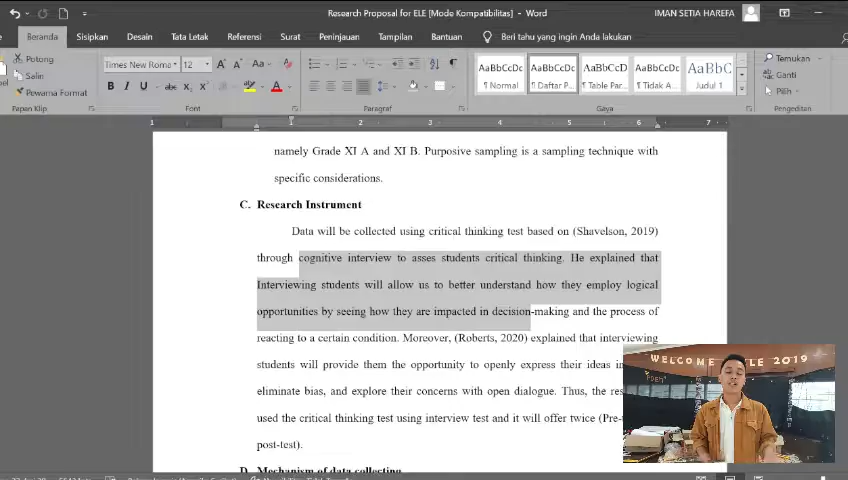 Research Proposal for ELE [Mode Kompatibilitas] - Word
IMAN SETIA HAREFA
Beranda Sisipkan Desain Tata Letak Referensi Surat Peninjauan Tampilan Bantuan Beri tahu yang ingin Anda lakukan
Potong
Salin
Pewarna Format
Papan Klip
Times New Roma 12
Font
Paragraf
AaBbCcDc AaBbCcDc AaBbCcD AaBbCcDc AaBbC
¶ Normal ¶ Daftar P... ¶ Table Par... ¶ Tidak A... Judul 1
Gaya
Temukan
Ganti
Pilih
Pengeditan
1 1 2 3 4 5 6 7
namely Grade XI A and XI B. Purposive sampling is a sampling technique with
specific considerations.
C. Research Instrument
Data will be collected using critical thinking test based on (Shavelson, 2019)
through cognitive interview to asses students critical thinking. He explained that
Interviewing students will allow us to better understand how they employ logical
opportunities by seeing how they are impacted in decision-making and the process of
reacting to a certain condition. Moreover, (Roberts, 2020) explained that interviewing
students will provide them the opportunity to openly express their ideas
eliminate bias, and explore their concerns with open dialogue. Thus, the
used the critical thinking test using interview test and it will offer twice
post-test).
D. Mechanism of data collecting
WELCOME
2019
POEM